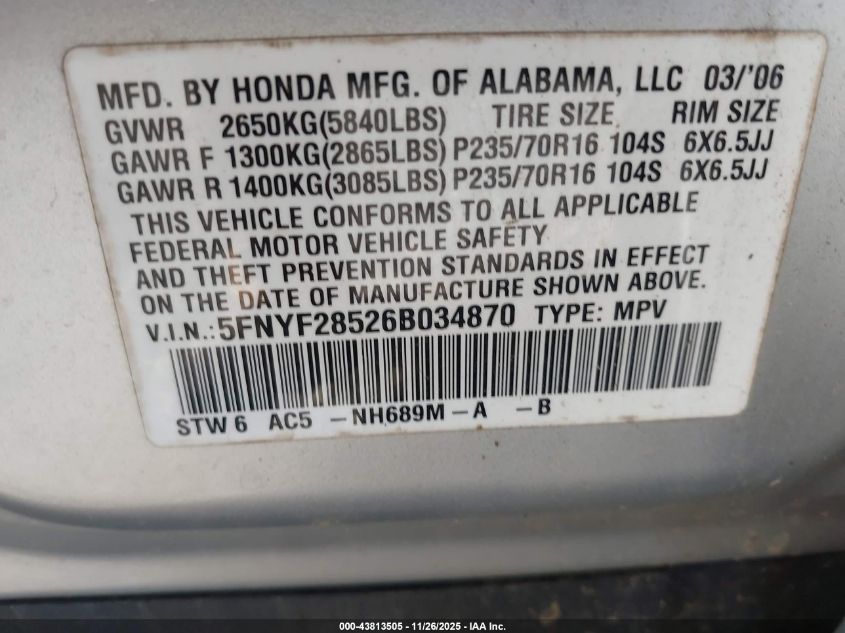 MFD. BY HONDA MFG. OF ALABAMA, LLC 03/'06
GVWR 2650KG(5840LBS) TIRE SIZE RIM SIZE
GAWR F 1300KG(2865LBS) P235/70R16 104S 6X6.5JJ
GAWR R 1400KG(3085LBS) P235/70R16 104S 6X6.5JJ
THIS VEHICLE CONFORMS TO ALL APPLICABLE
FEDERAL MOTOR VEHICLE SAFETY
AND THEFT PREVENTION STANDARDS IN EFFECT
ON THE DATE OF MANUFACTURE SHOWN ABOVE.
V.I.N.:5FNYF28526B034870 TYPE: MPV
STW 6 AC5 -NH689M-A -B
000-43813505 - 11/26/2025 - IAA Inc.